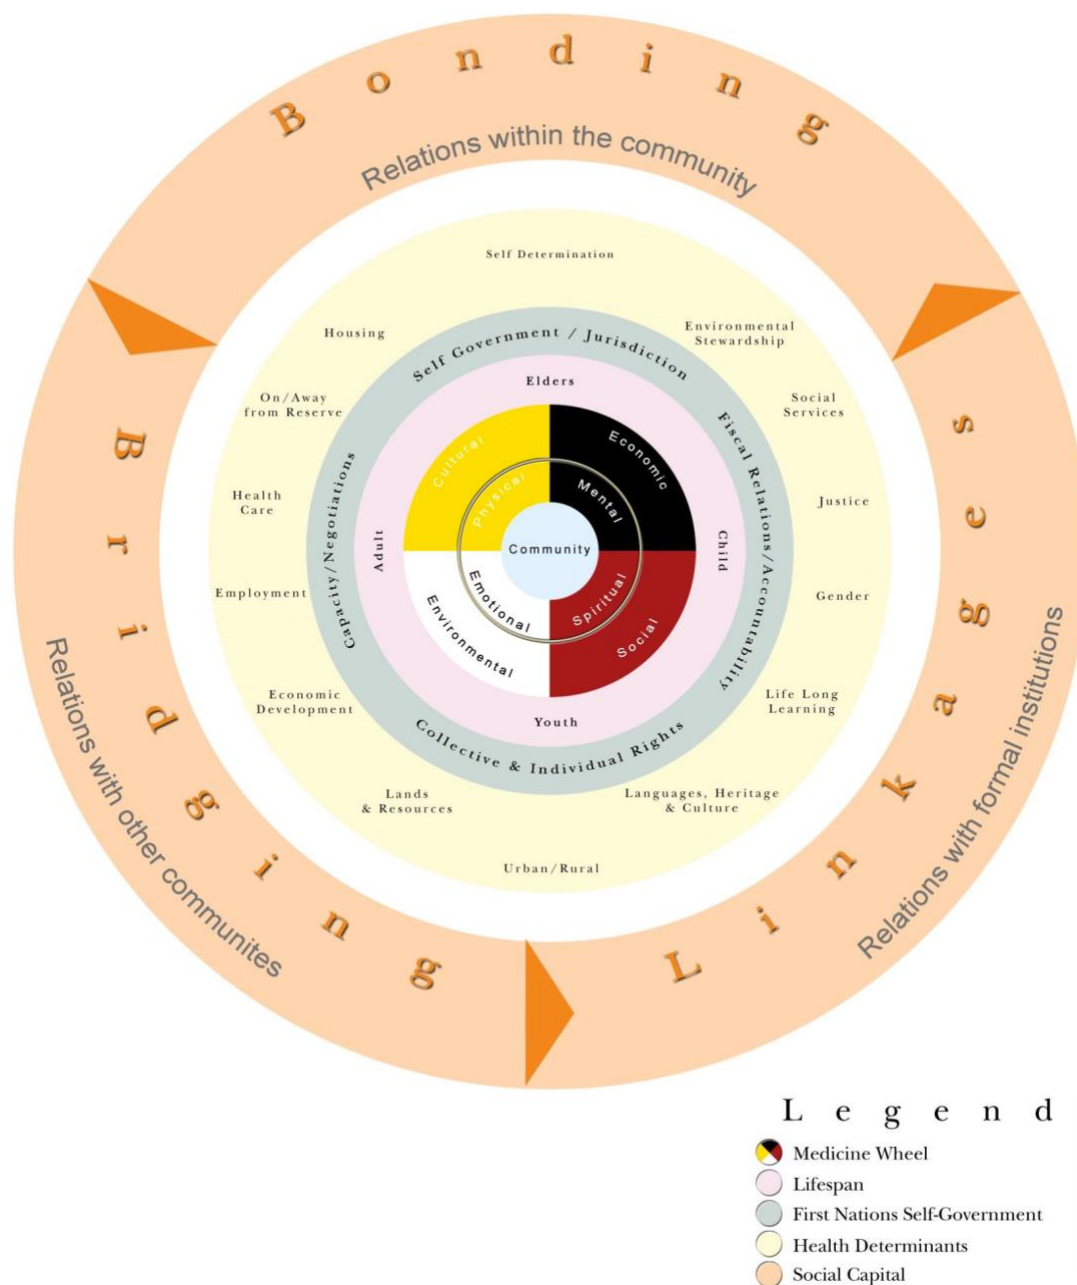 Bonding
Relations within the community
Self Determination
Housing
Environmental
Stewardship
Self Government / Jurisdiction
Elders
On/Away
from Reserve
Social
Services
Bridging
Relations with other communites
Linkages
Relations with formal institutions
Cultural
Economic
Physical
Mental
Capacity/Negotiations
Fiscal Relations/Accountability
Health
Care
Justice
Adult
Community
Child
Employment
Gender
Emotional
Spiritual
Environmental
Social
Economic
Development
Life Long
Learning
Youth
Collective & Individual Rights
Lands
& Resources
Languages, Heritage
& Culture
Urban/Rural
Legend
Medicine Wheel
Lifespan
First Nations Self-Government
Health Determinants
Social Capital